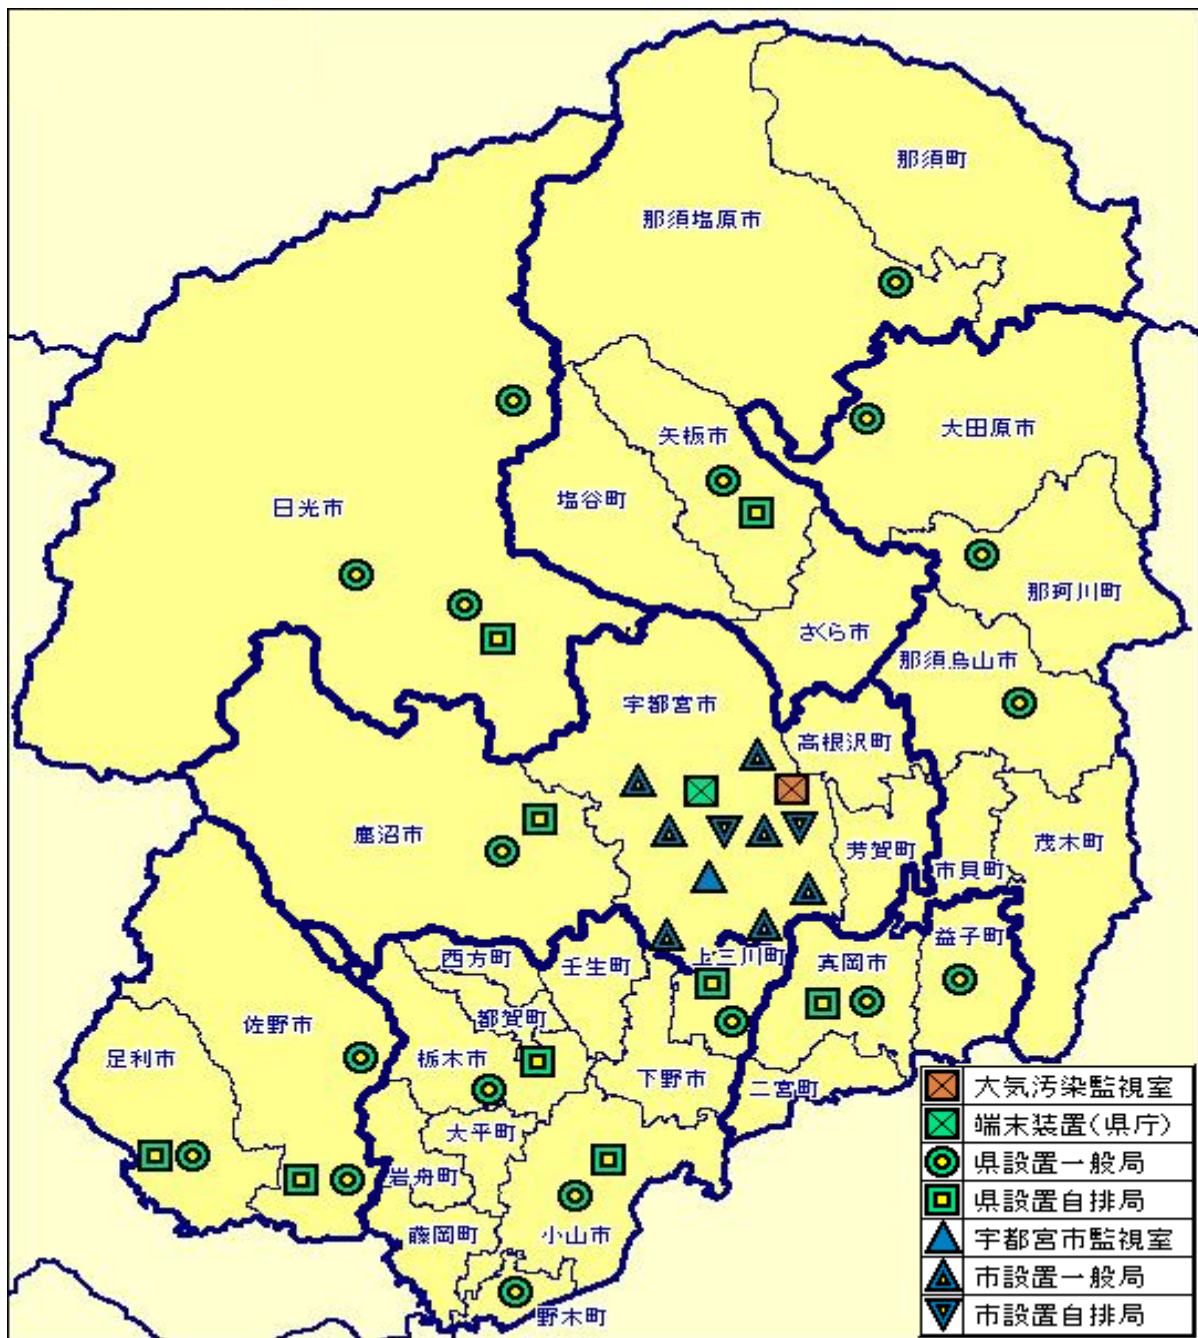 那須町
那須塩原市
大田原市
矢板市
塩谷町
日光市
那珂川町
さくら市
那須烏山市
宇都宮市
高根沢町
鹿沼市
芳賀町
市貝町
茂木町
益子町
西方町
壬生町
上三川町
真岡市
都賀町
佐野市
足利市
栃木市
下野市
二宮町
大平町
岩舟町
藤岡町
小山市
野木町
大気汚染監視室
端末装置(県庁)
県設置一般局
県設置自排局
宇都宮市監視室
市設置一般局
市設置自排局